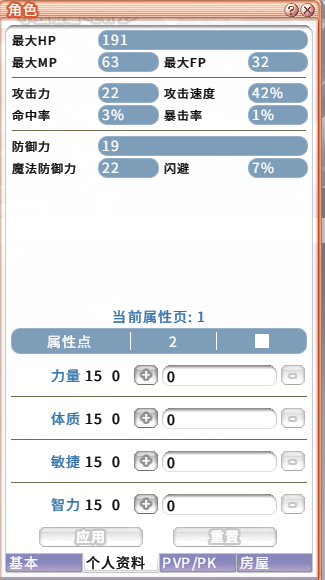 角色
最大HP 191
最大MP 63 最大FP 32
攻击力 22 攻击速度 42%
命中率 3% 暴击率 1%
防御力 19
魔法防御力 22 闪避 7%
当前属性页: 1
属性点 2
力量 15 0 0
体质 15 0 0
敏捷 15 0 0
智力 15 0 0
应用 重置
基本 个人资料 PVP/PK 房屋